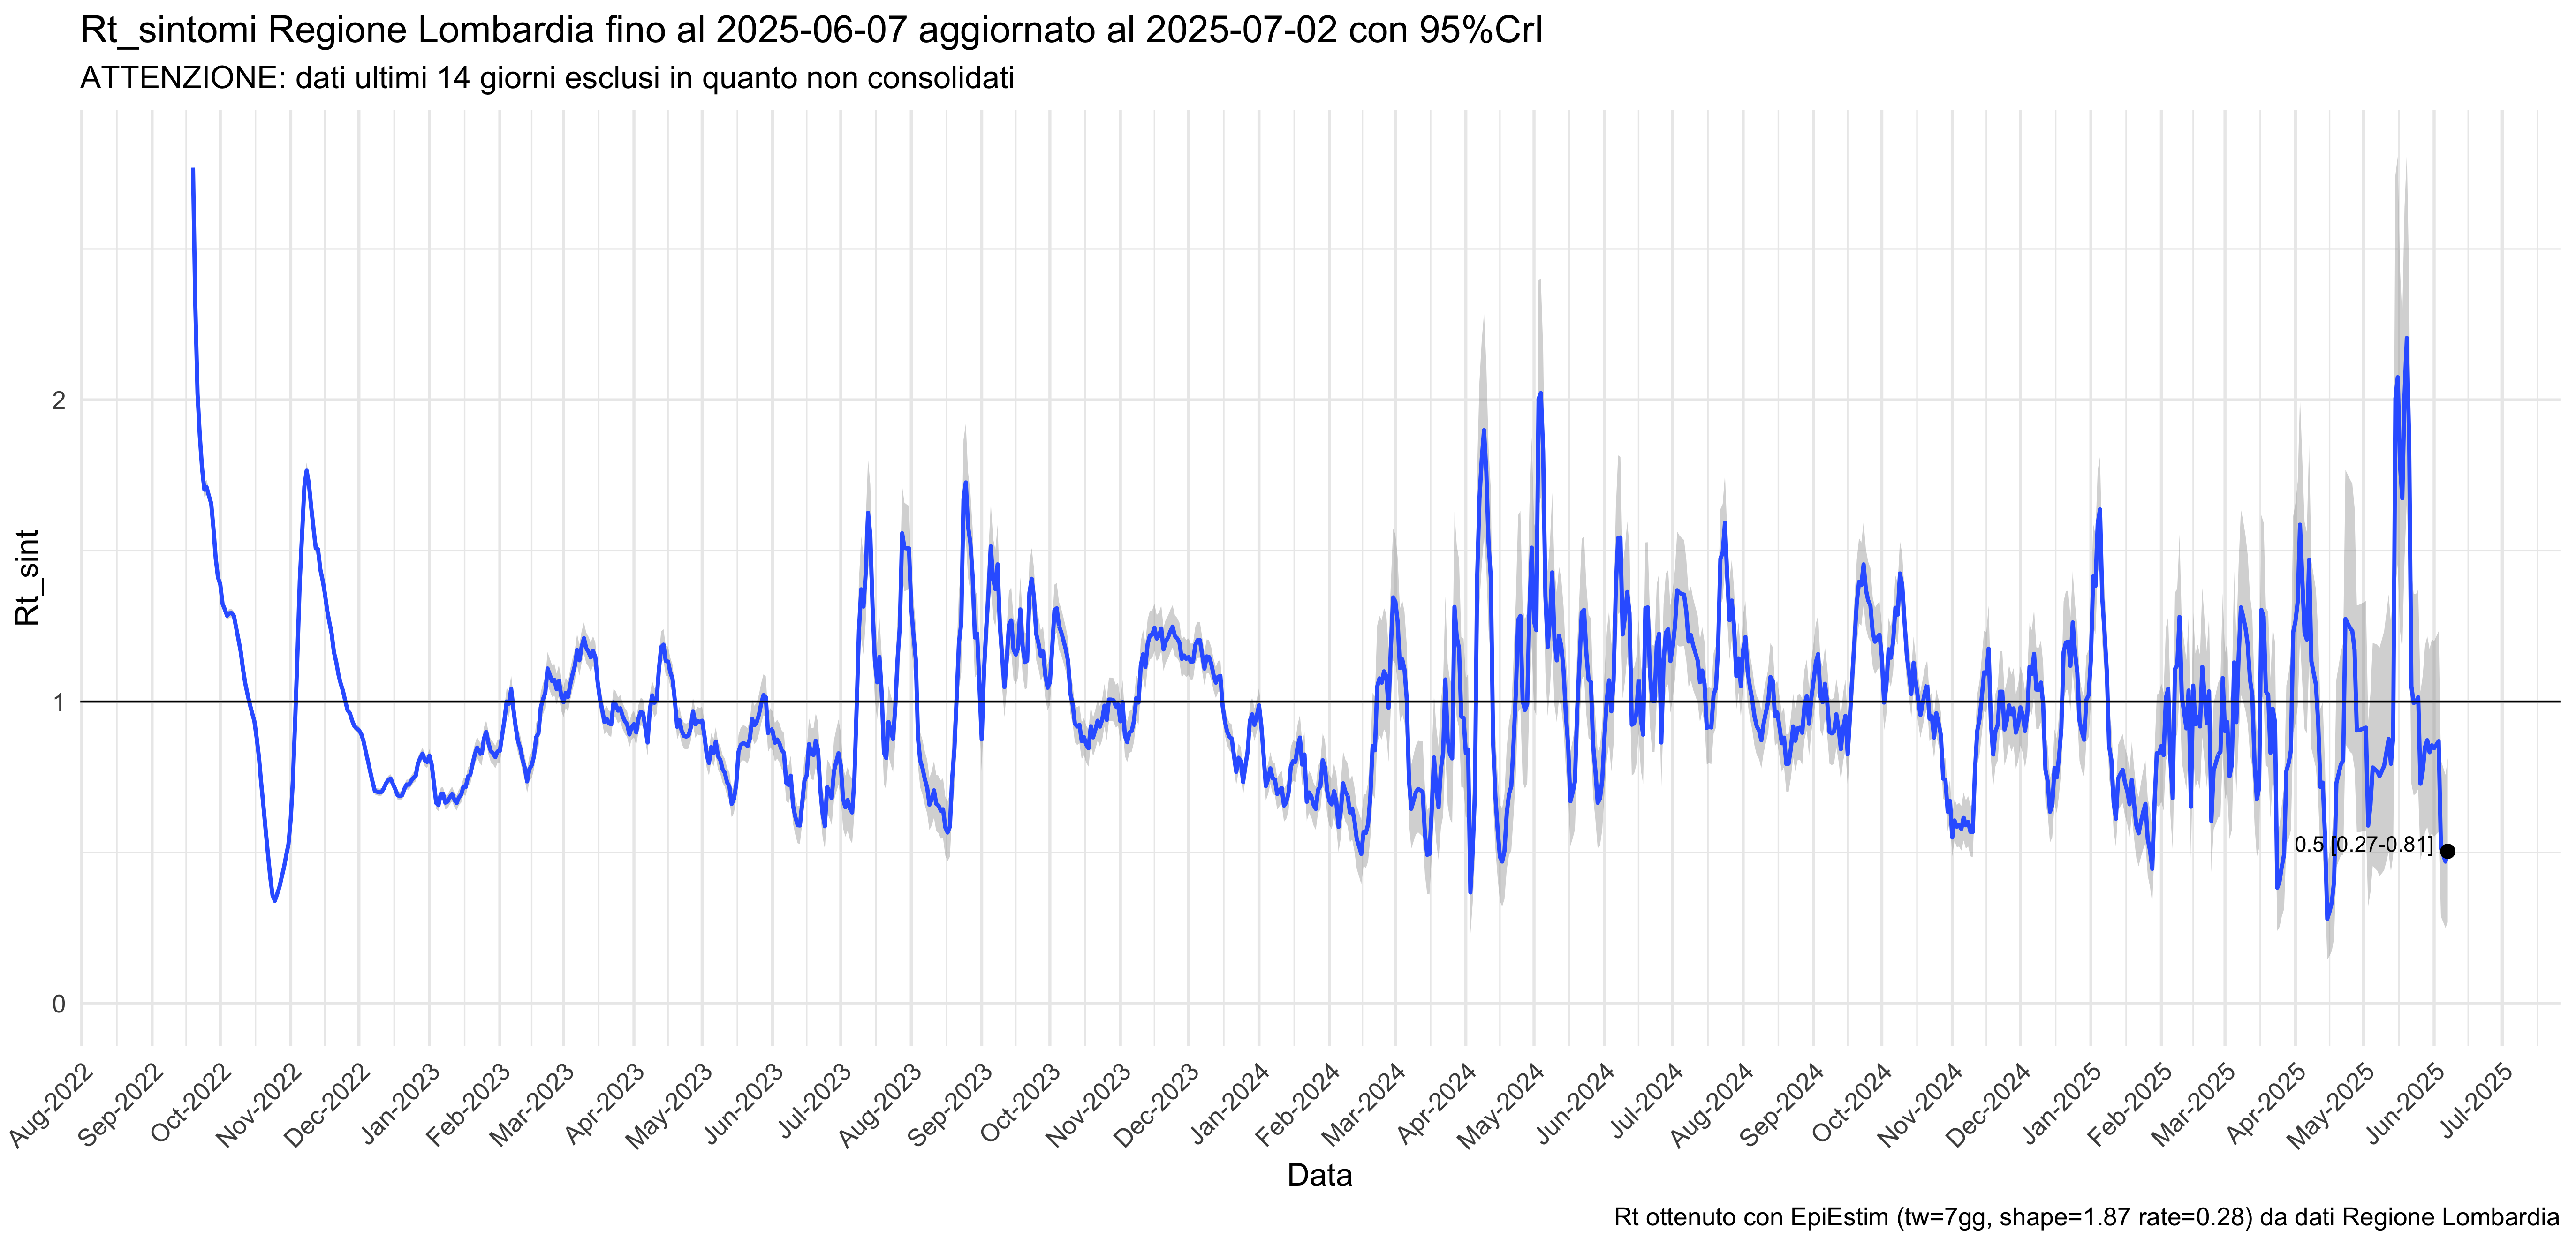 Rt_sintomi Regione Lombardia fino al 2025-06-07 aggiornato al 2025-07-02 con 95%CrI
ATTENZIONE: dati ultimi 14 giorni esclusi in quanto non consolidati
Rt_sint
2
1
0
0.5 [0.27-0.81]
Aug-2022
Sep-2022
Oct-2022
Nov-2022
Dec-2022
Jan-2023
Feb-2023
Mar-2023
Apr-2023
May-2023
Jun-2023
Jul-2023
Aug-2023
Sep-2023
Oct-2023
Nov-2023
Dec-2023
Jan-2024
Feb-2024
Mar-2024
Apr-2024
May-2024
Jun-2024
Jul-2024
Aug-2024
Sep-2024
Oct-2024
Nov-2024
Dec-2024
Jan-2025
Feb-2025
Mar-2025
Apr-2025
May-2025
Jun-2025
Jul-2025
Data
Rt ottenuto con EpiEstim (tw=7gg, shape=1.87 rate=0.28) da dati Regione Lombardia